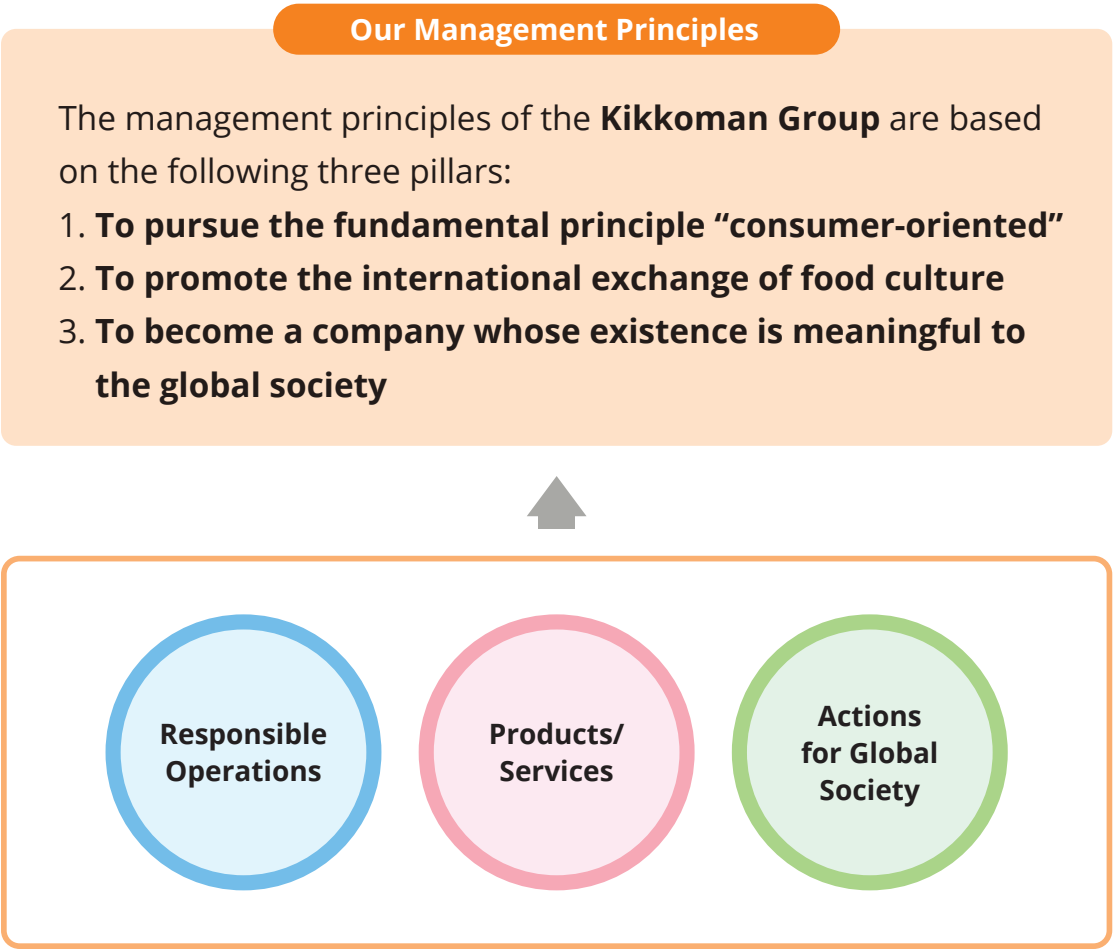 Our Management Principles
The management principles of the Kikkoman Group are based
on the following three pillars:
1. To pursue the fundamental principle “consumer-oriented”
2. To promote the international exchange of food culture
3. To become a company whose existence is meaningful to
the global society
Responsible
Operations
Products/
Services
Actions
for Global
Society